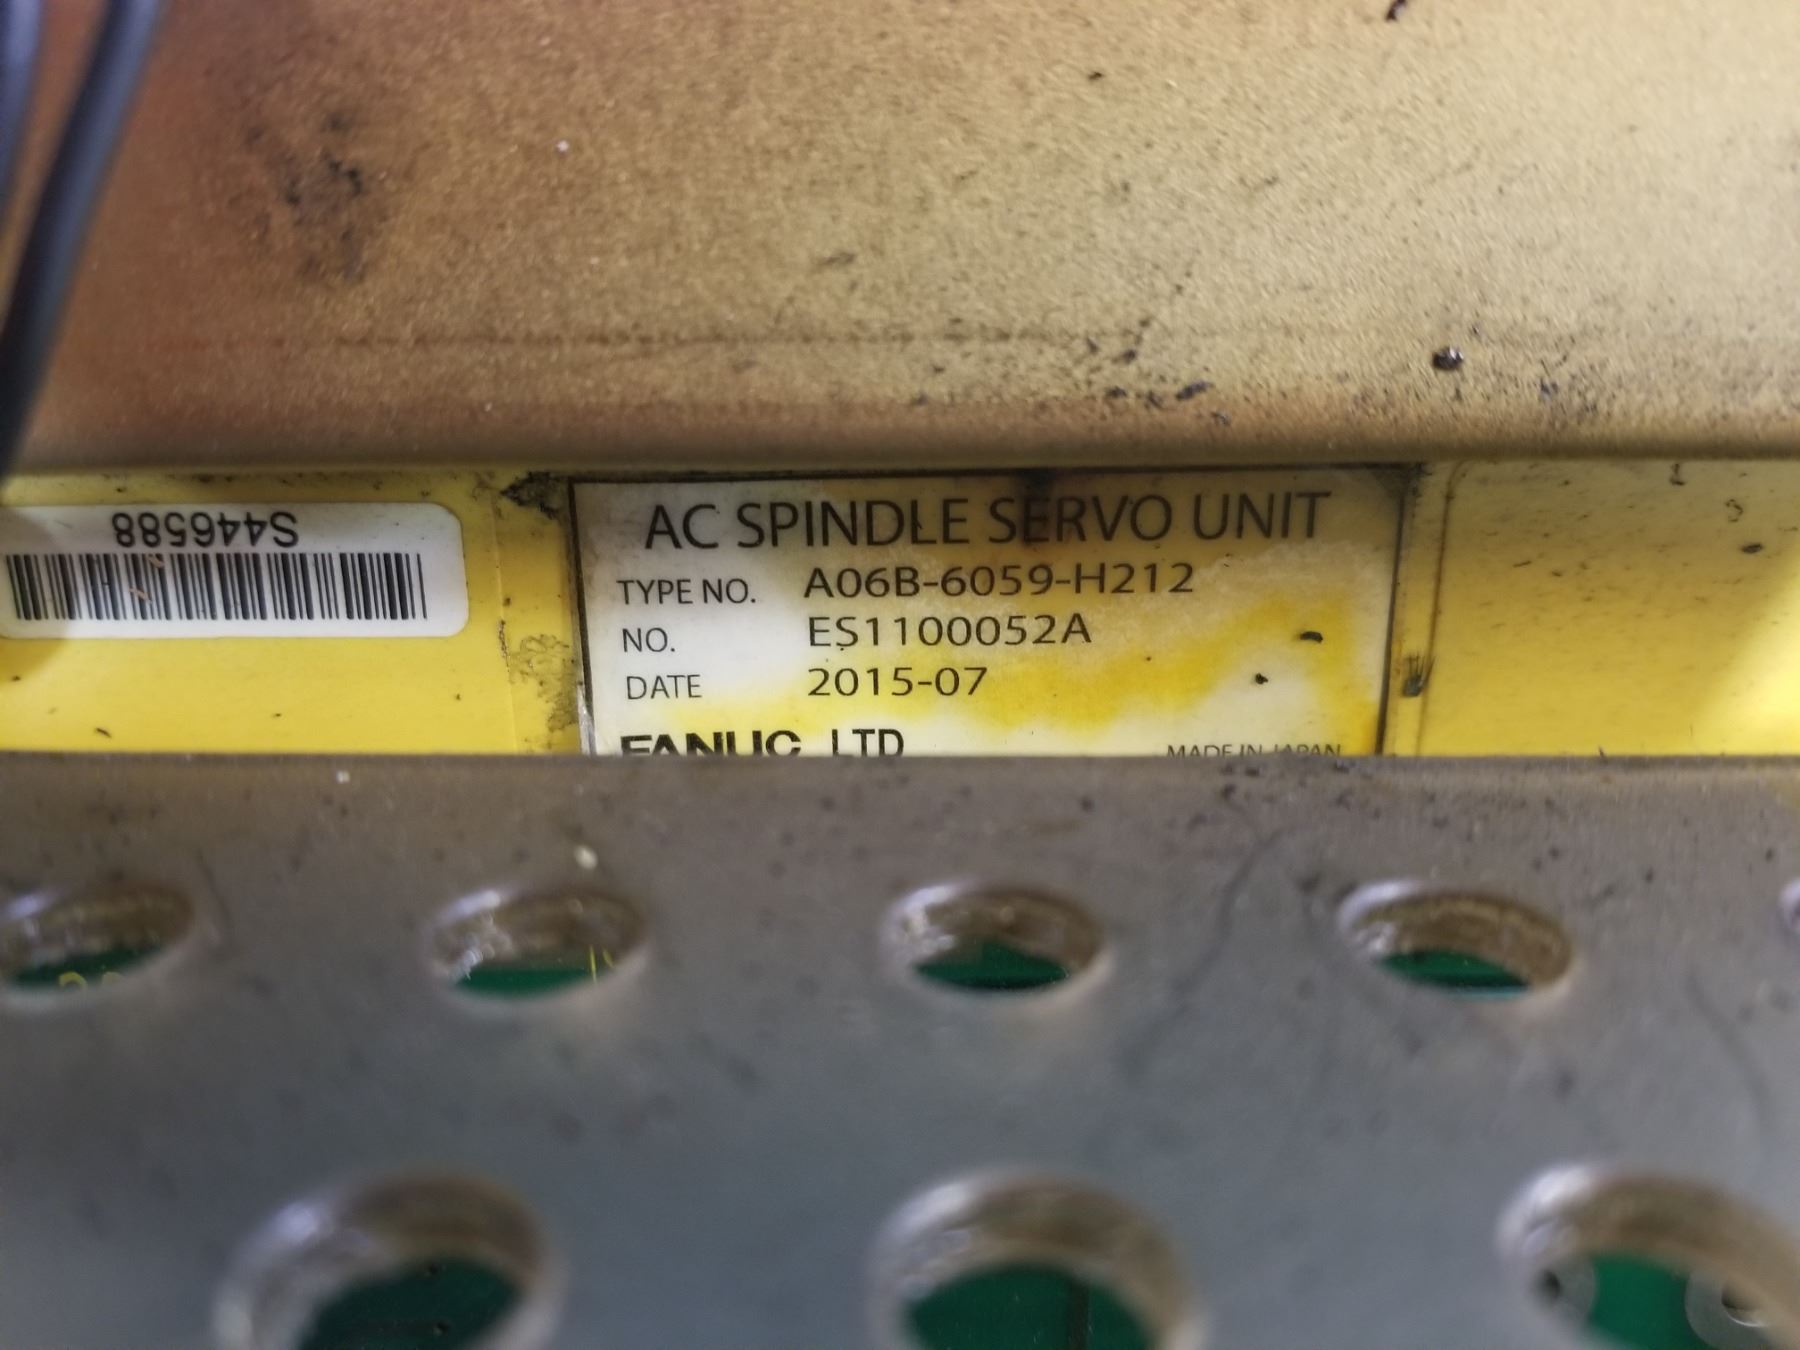 S446588
AC SPINDLE SERVO UNIT
TYPE NO. A06B-6059-H212
NO. ES1100052A
DATE 2015-07
FANUC LTD MADE IN JAPAN